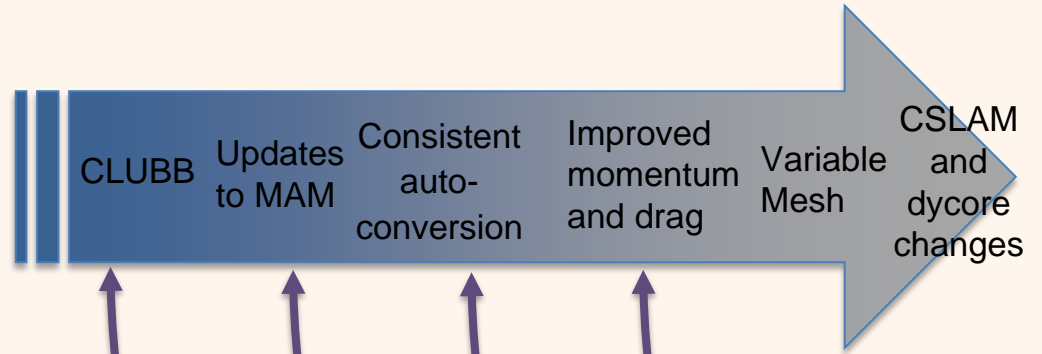 CLUBB
Updates
to MAM
Consistent
auto-
conversion
Improved
momentum
and drag
Variable
Mesh
CSLAM
and
dycore
changes